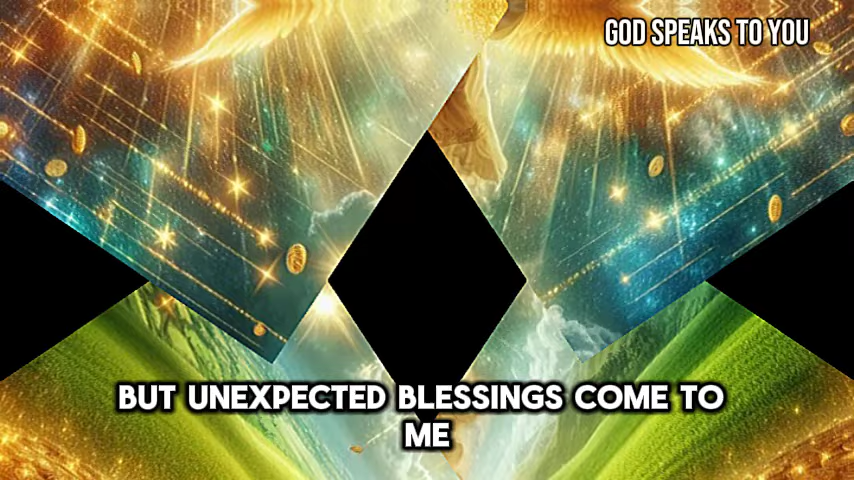 GOD SPEAKS TO YOU
BUT UNEXPECTED BLESSINGS COME TO
ME